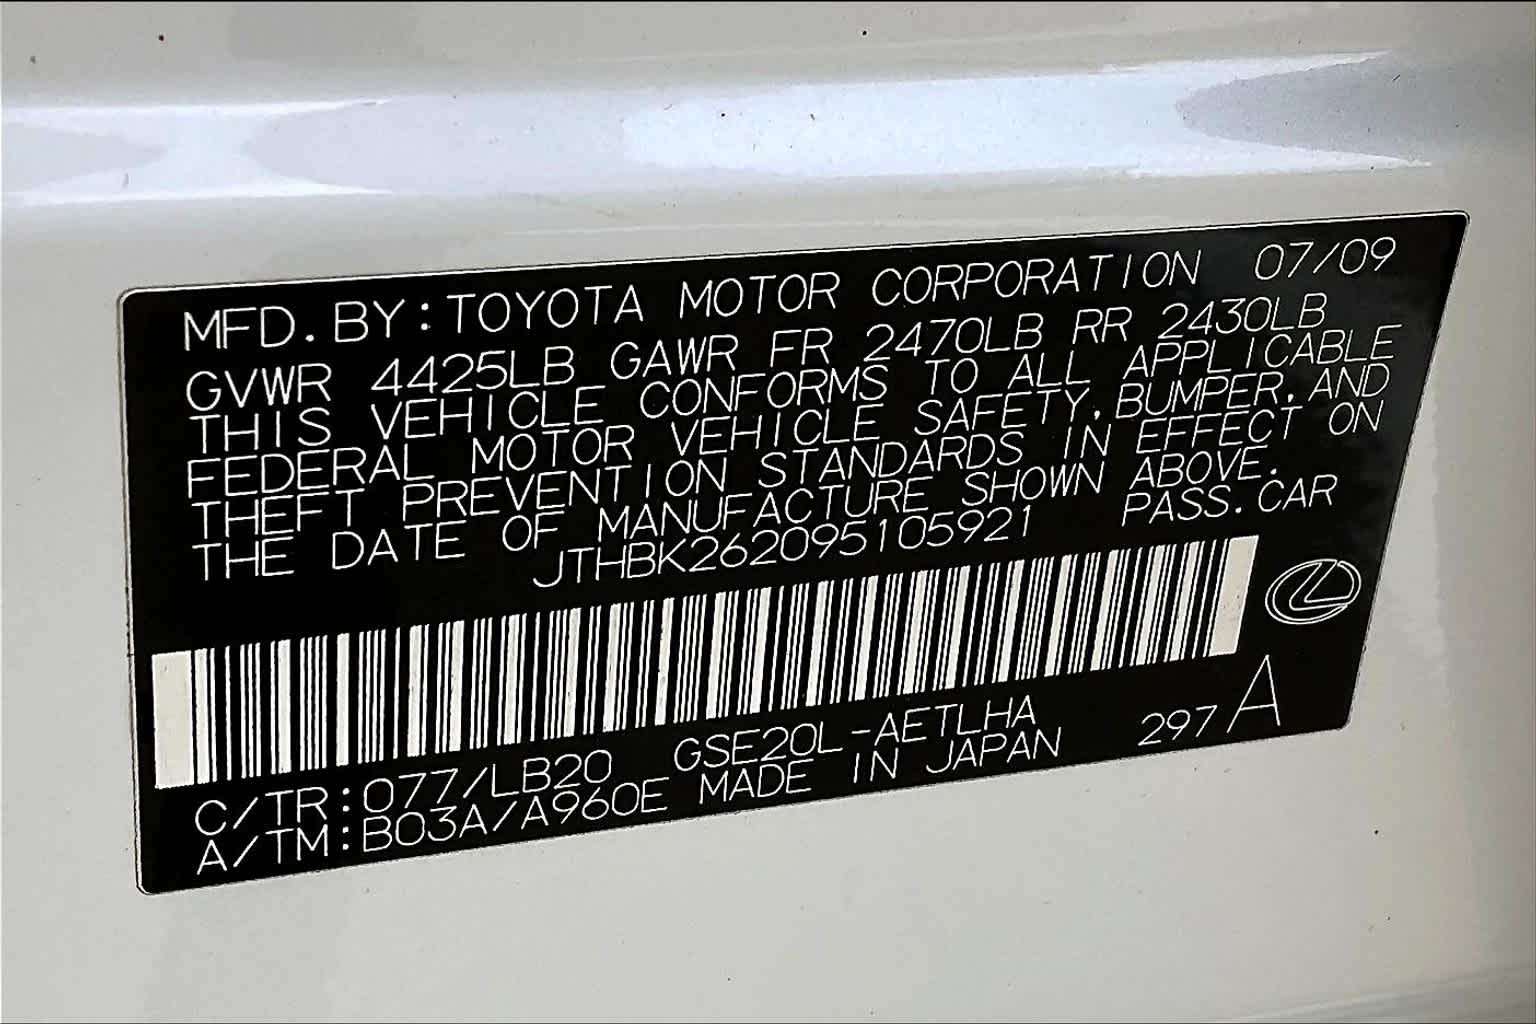 MFD. BY: TOYOTA MOTOR CORPORATION 07/09
GVWR 4425LB GAWR FR 2470LB RR 2430LB
THIS VEHICLE CONFORMS TO ALL APPLICABLE
FEDERAL MOTOR VEHICLE SAFETY, BUMPER, AND
THEFT PREVENTION STANDARDS IN EFFECT ON
THE DATE OF MANUFACTURE SHOWN ABOVE.
JTHBK262095105921 PASS. CAR
C/TR: 077/LB20 GSE20L-AETLHA
A/TM: B03A/A960E MADE IN JAPAN 297 A